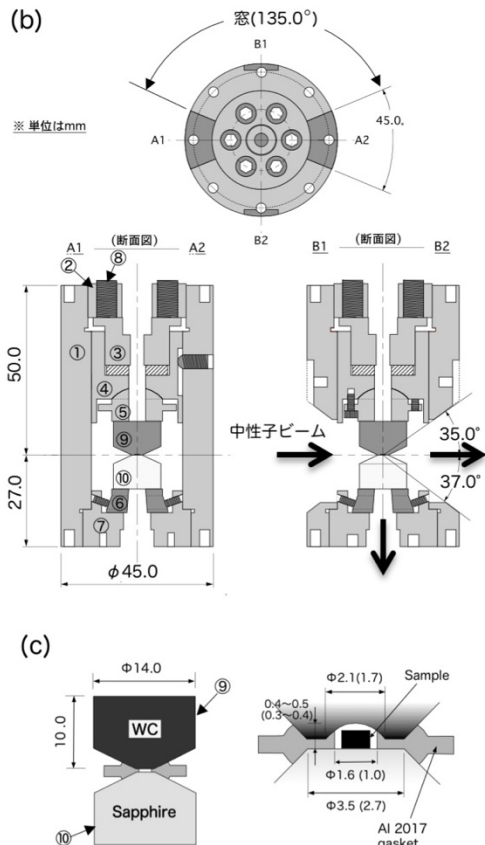 (b)
窓(135.0°)
B1
※ 単位はmm
A1
A2
45.0,
B2
A1
(断面図)
A2
B1
(断面図)
B2
②
⑧
①
③
④
⑤
⑨
⑩
⑥
⑦
50.0
27.0
φ45.0
中性子ビーム
35.0°
37.0°
(c)
Φ14.0
⑨
10.0
WC
Sapphire
⑩
Φ2.1(1.7)
Sample
0.4〜0.5
(0.3〜0.4)
Φ1.6 (1.0)
Φ3.5 (2.7)
Al 2017
gasket